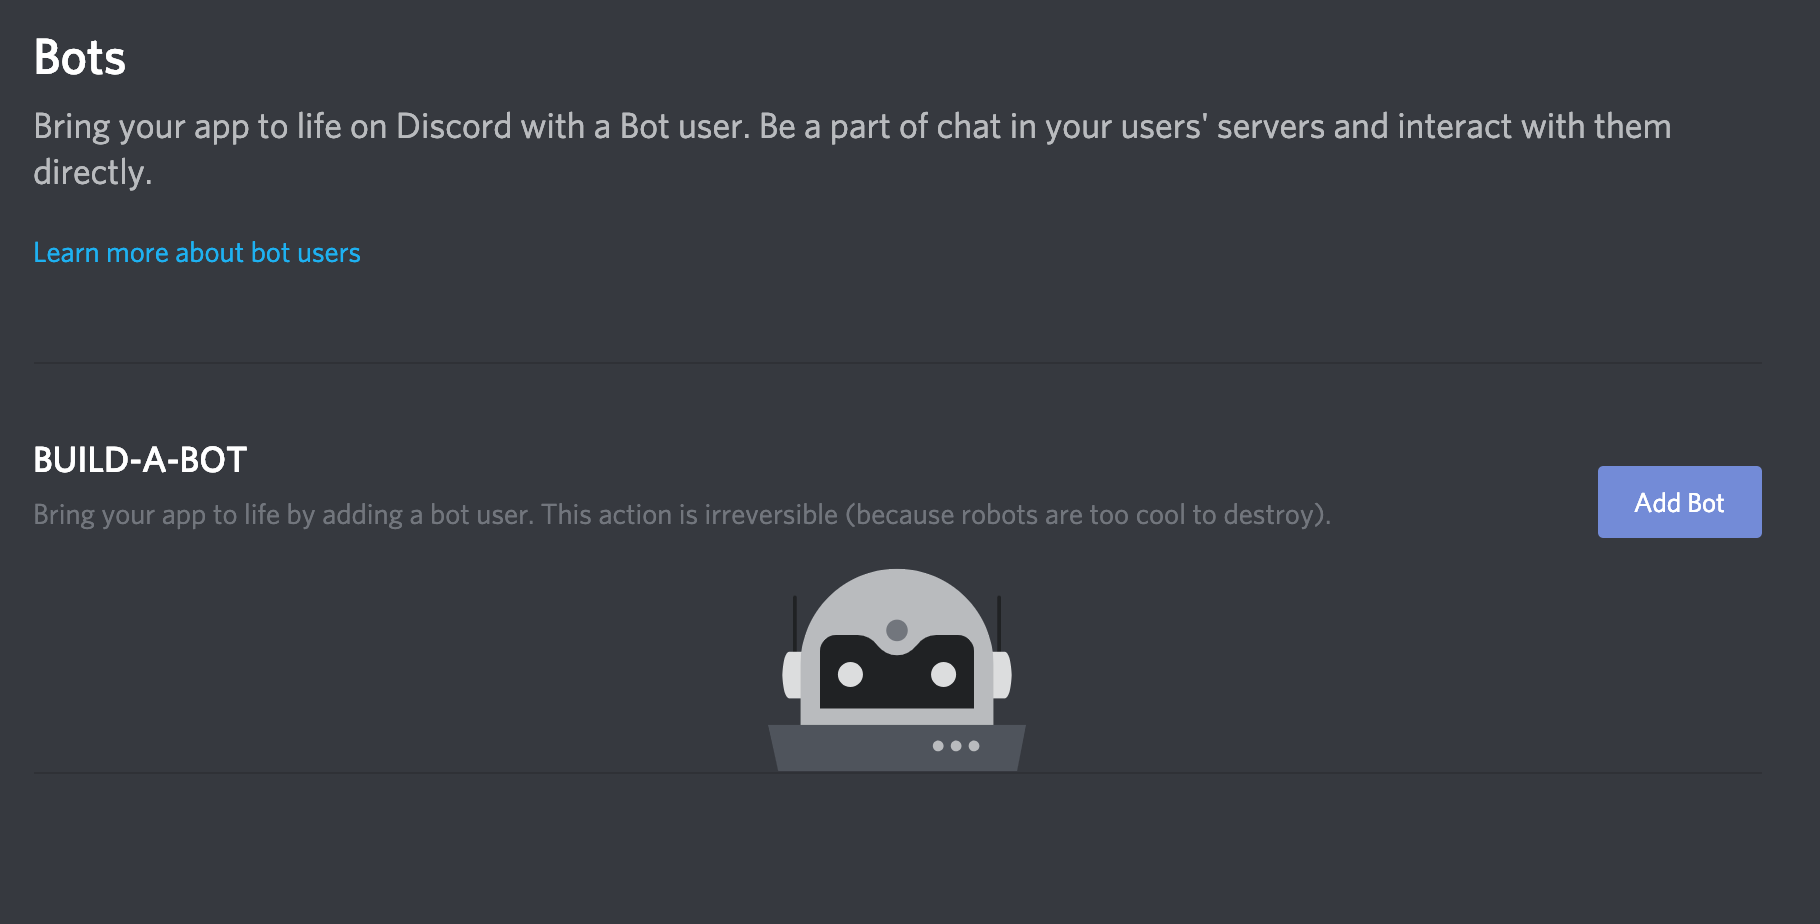 Bots
Bring your app to life on Discord with a Bot user. Be a part of chat in your users' servers and interact with them
directly.
Learn more about bot users
BUILD-A-BOT
Bring your app to life by adding a bot user. This action is irreversible (because robots are too cool to destroy).
Add Bot